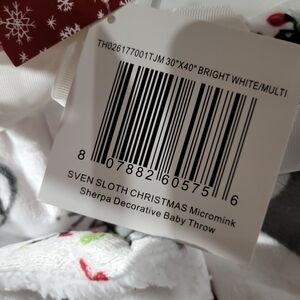 TH026177001TJM 30"X40" BRIGHT WHITE/MULTI
8 07882 60575 6
SVEN SLOTH CHRISTMAS Micromink
Sherpa Decorative Baby Throw